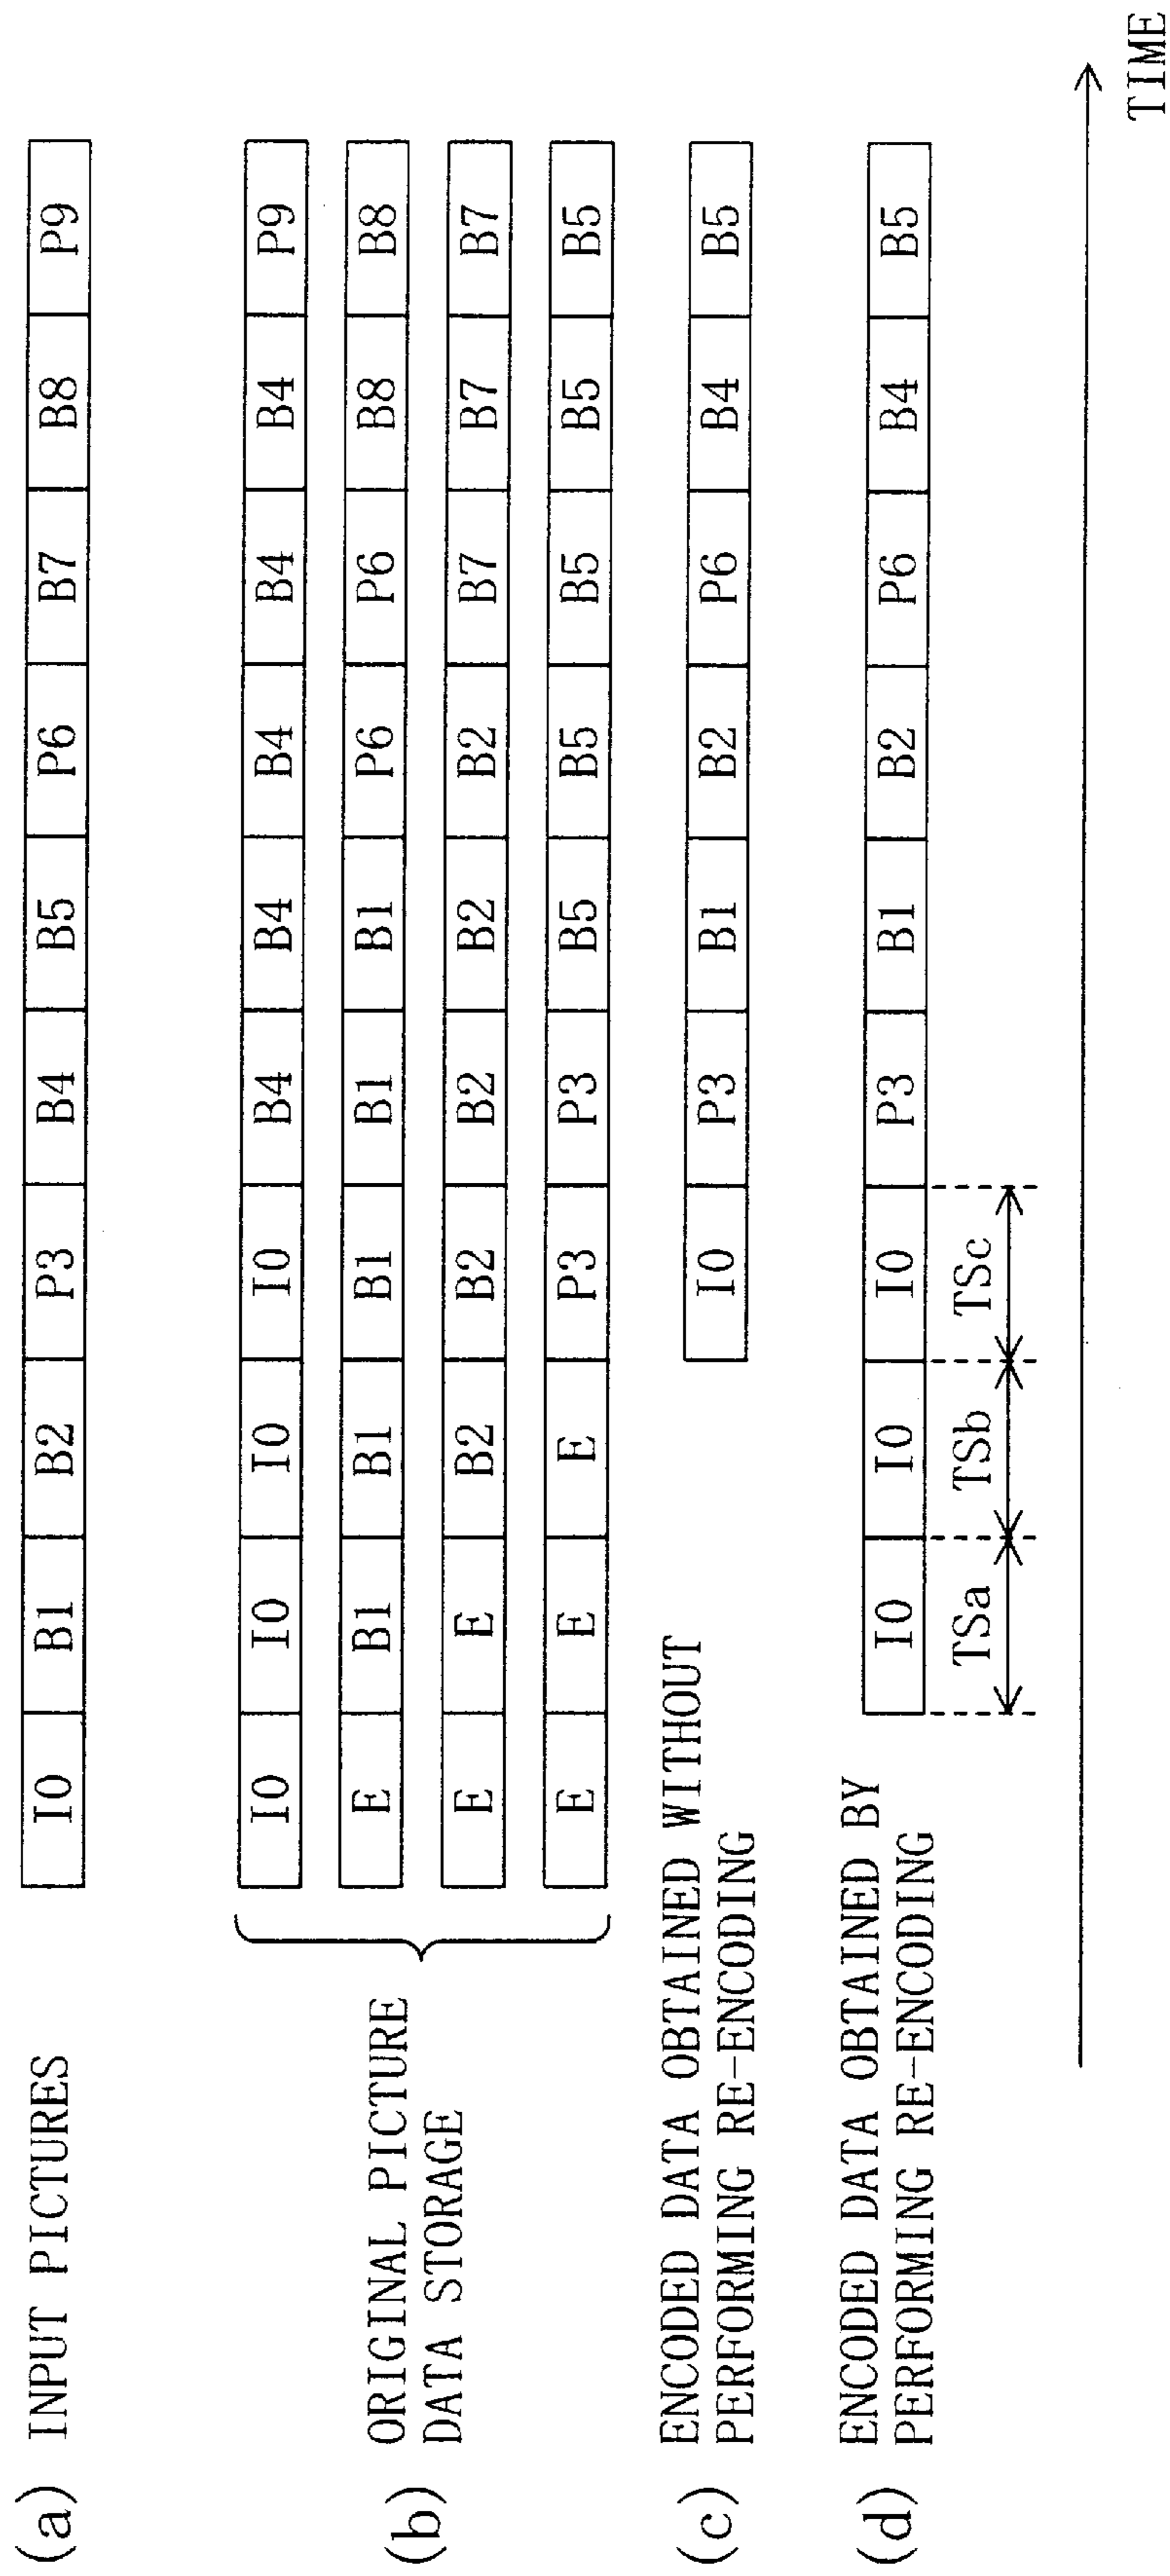 (a) INPUT PICTURES
I0 B1 B2 P3 B4 B5 P6 B7 B8 P9
(b) ORIGINAL PICTURE
DATA STORAGE
I0 I0 I0 I0 B4 B4 B4 B4 B4 P9
E B1 B1 B1 B1 B1 P6 P6 B8 B8
E E B2 B2 B2 B2 B2 B7 B7 B7
E E E P3 P3 B5 B5 B5 B5 B5
(c) ENCODED DATA OBTAINED WITHOUT
PERFORMING RE-ENCODING
I0 P3 B1 B2 P6 B4 B5
(d) ENCODED DATA OBTAINED BY
PERFORMING RE-ENCODING
I0 I0 I0 P3 B1 B2 P6 B4 B5
TSa TSb TSc
TIME